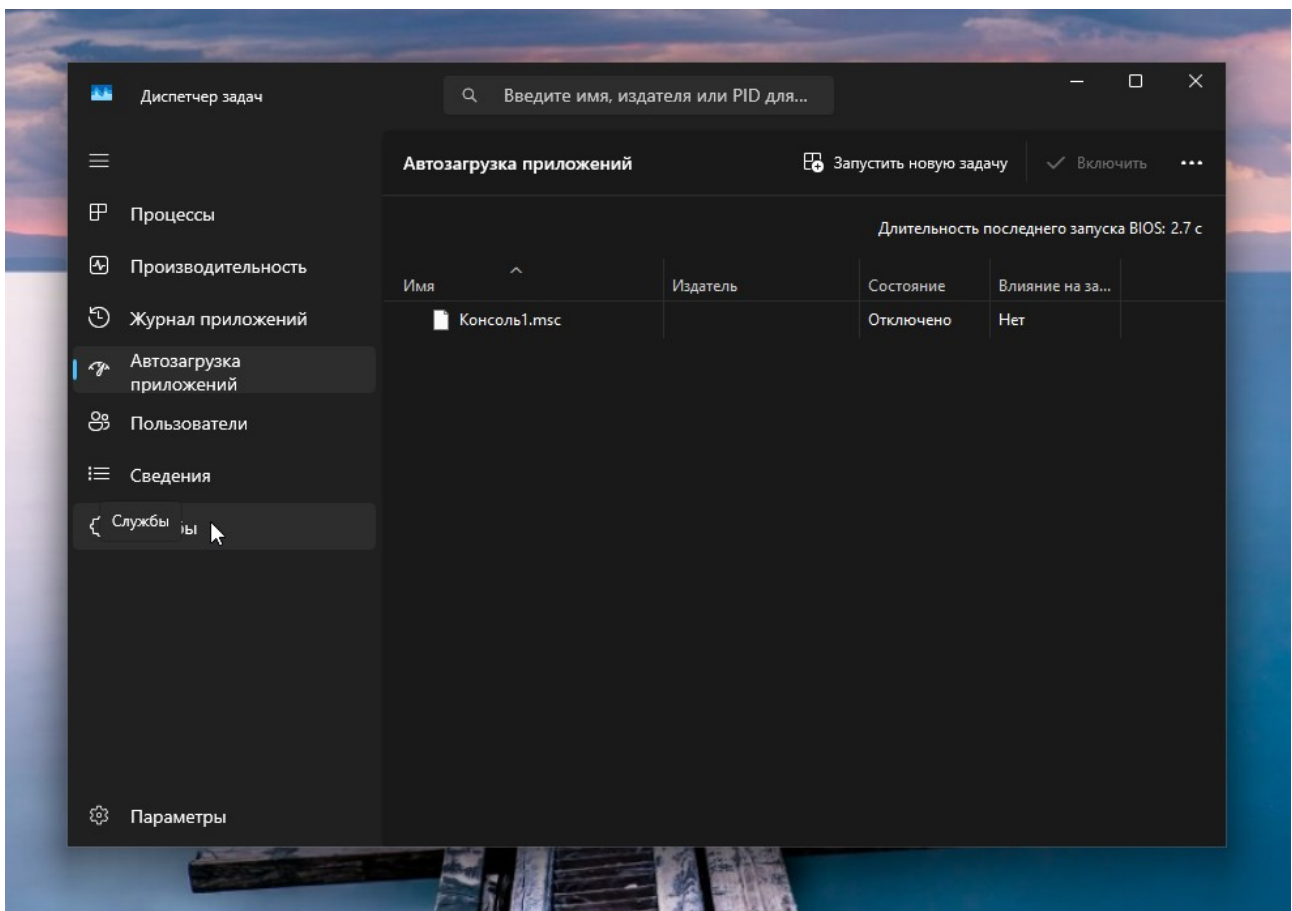 Диспетчер задач
Введите имя, издателя или PID для...
Автозагрузка приложений
Запустить новую задачу
Включить
Процессы
Длительность последнего запуска BIOS: 2.7 с
Производительность
Имя
Издатель
Состояние
Влияние на за...
Журнал приложений
Консоль1.msc
Отключено
Нет
Автозагрузка
приложений
Пользователи
Сведения
Службы
бы
Параметры